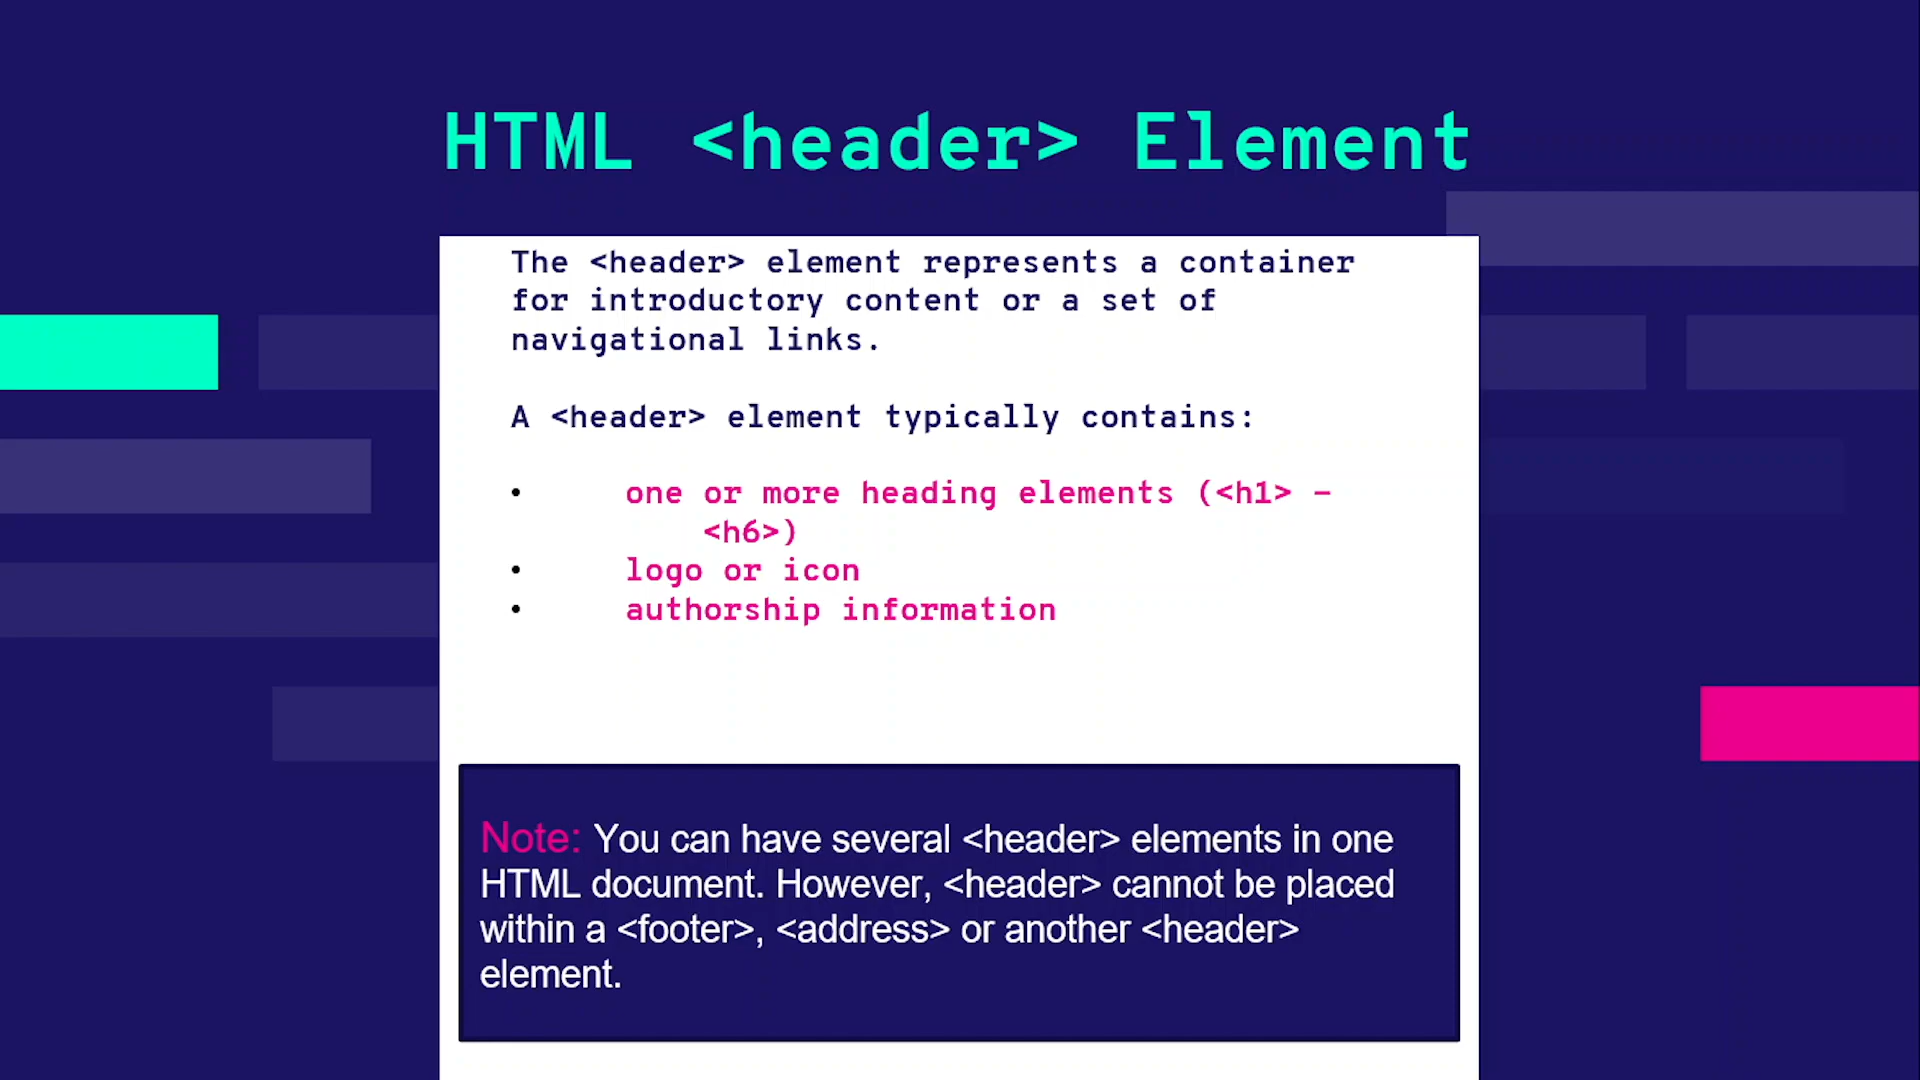 HTML <header> Element
The <header> element represents a container
for introductory content or a set of
navigational links.
A <header> element typically contains:
• one or more heading elements (<h1> –
<h6>)
• logo or icon
• authorship information
Note: You can have several <header> elements in one
HTML document. However, <header> cannot be placed
within a <footer>, <address> or another <header>
element.